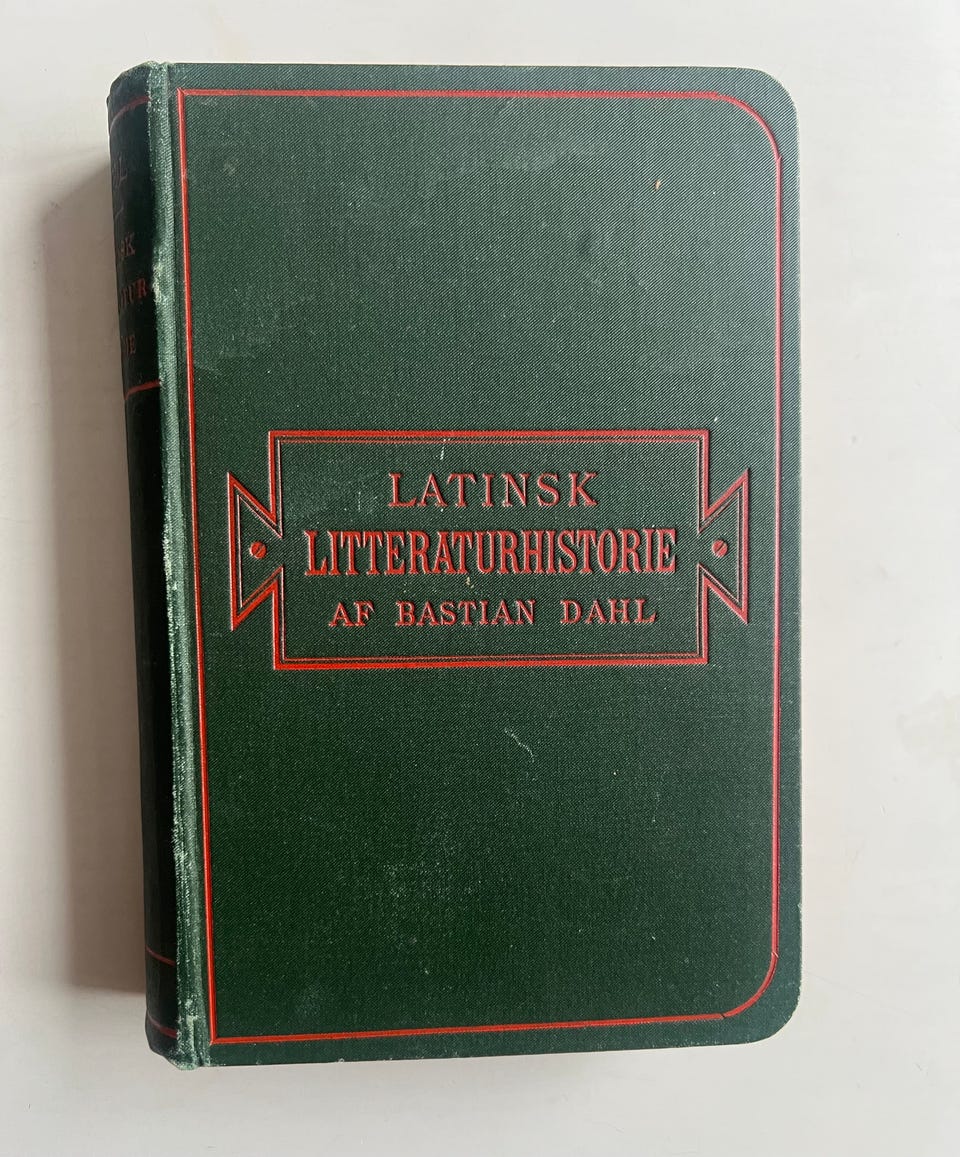 LATINSK
LITTERATURHISTORIE
AF BASTIAN DAHL